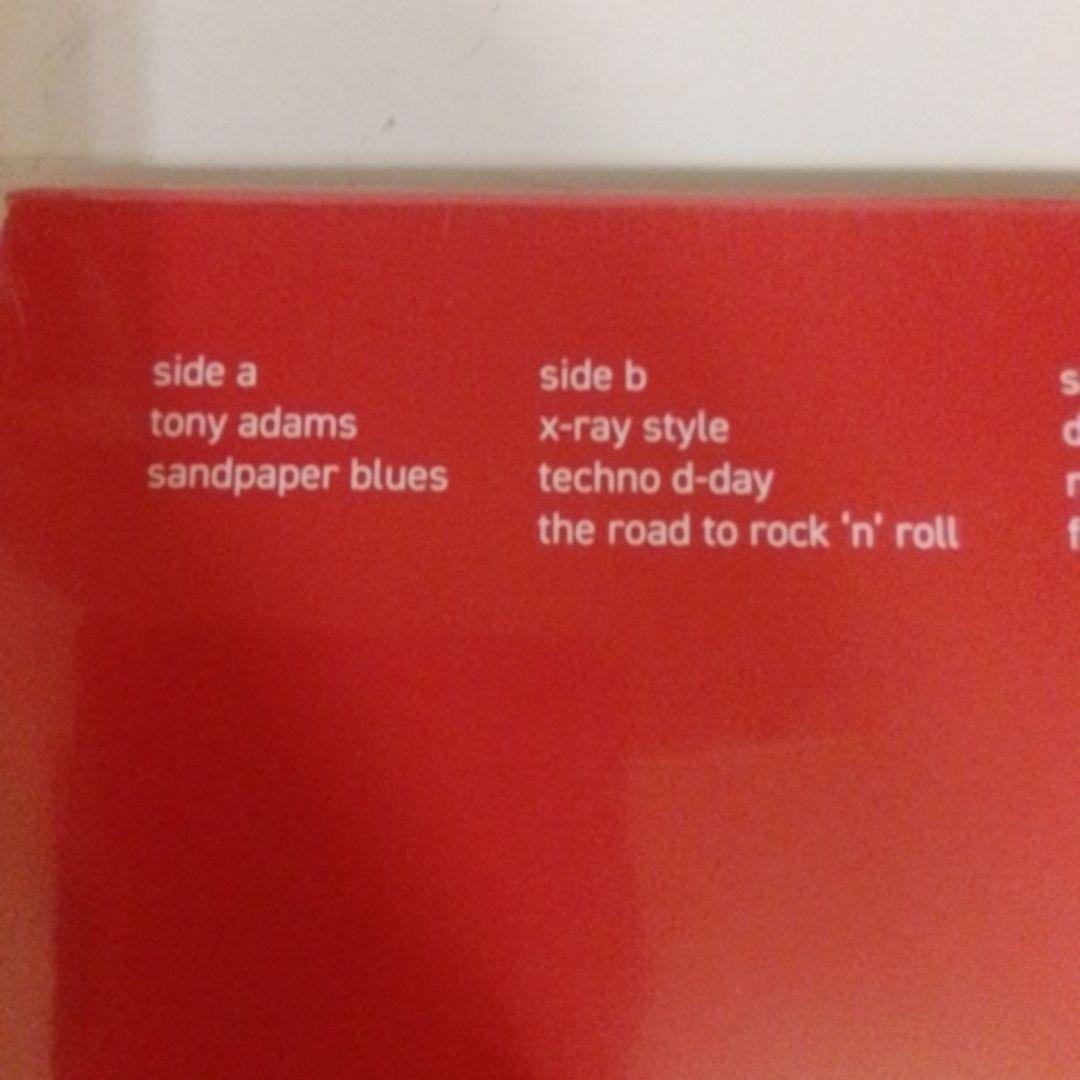 side a
tony adams
sandpaper blues
side b
x-ray style
techno d-day
the road to rock ‘n’ roll